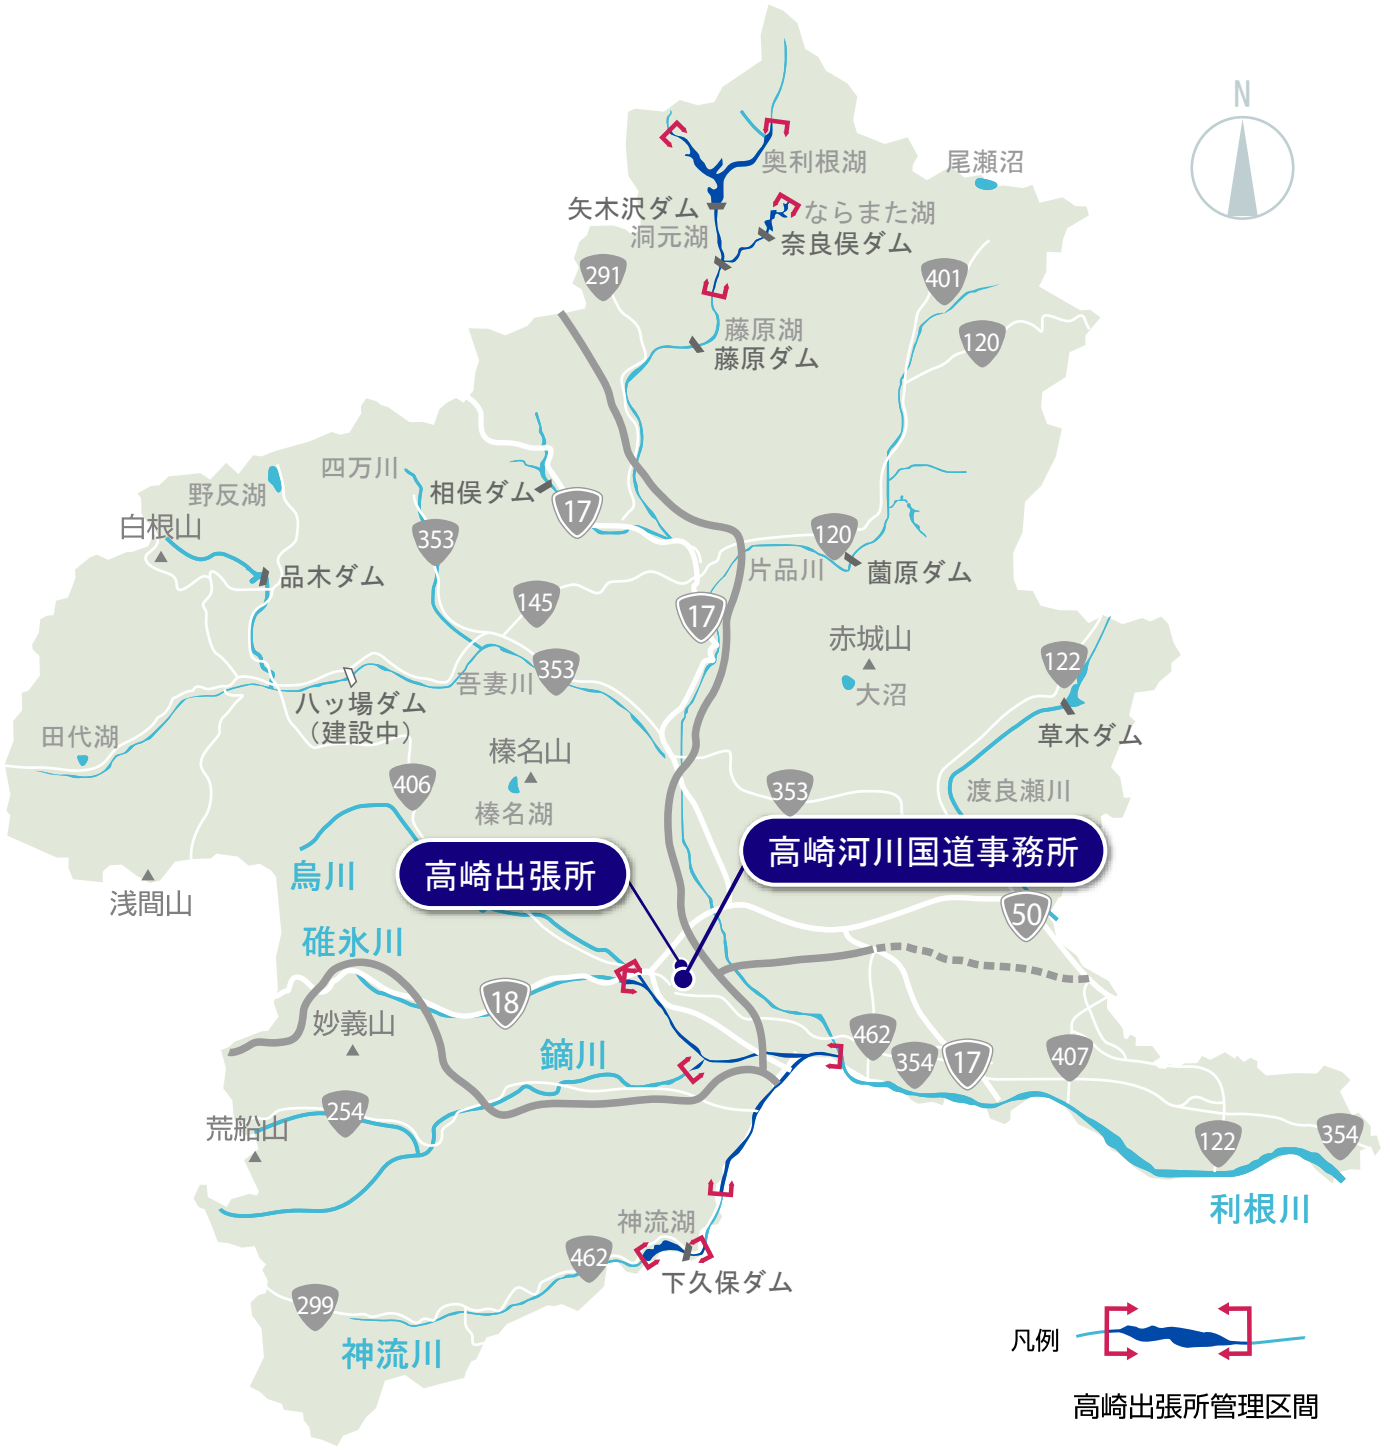 N
奥利根湖
尾瀬沼
矢木沢ダム
ならまた湖
洞元湖
奈良俣ダム
291
401
藤原湖
120
藤原ダム
四万川
野反湖
相俣ダム
17
白根山
353
120
片品川
薗原ダム
品木ダム
145
17
赤城山
353
122
吾妻川
大沼
八ッ場ダム
（建設中）
草木ダム
田代湖
榛名山
406
353
渡良瀬川
榛名湖
高崎河川国道事務所
烏川
高崎出張所
浅間山
50
碓氷川
18
妙義山
462
鏑川
354
17
407
254
荒船山
122
354
利根川
神流湖
462
下久保ダム
299
神流川
凡例
高崎出張所管理区間